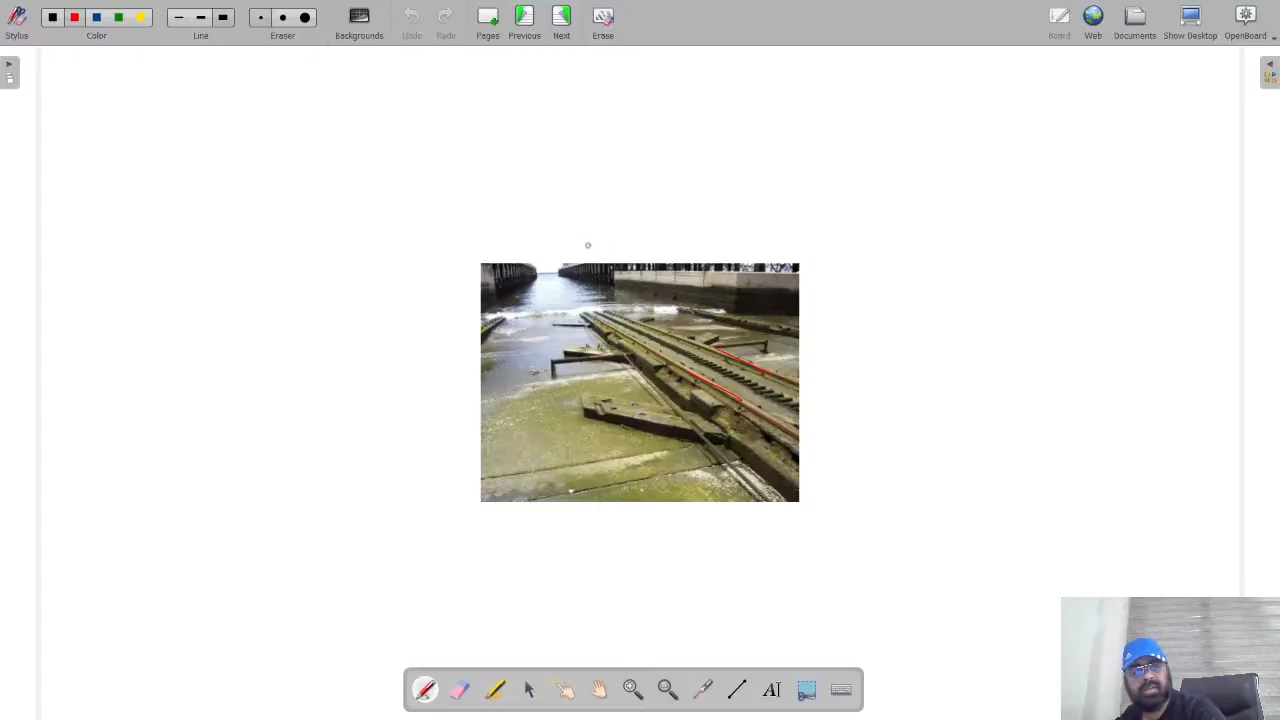 Stylus
Color
Line
Eraser
Backgrounds
Undo
Redo
Pages
Previous
Next
Erase
Board
Web
Documents
Show Desktop
OpenBoard